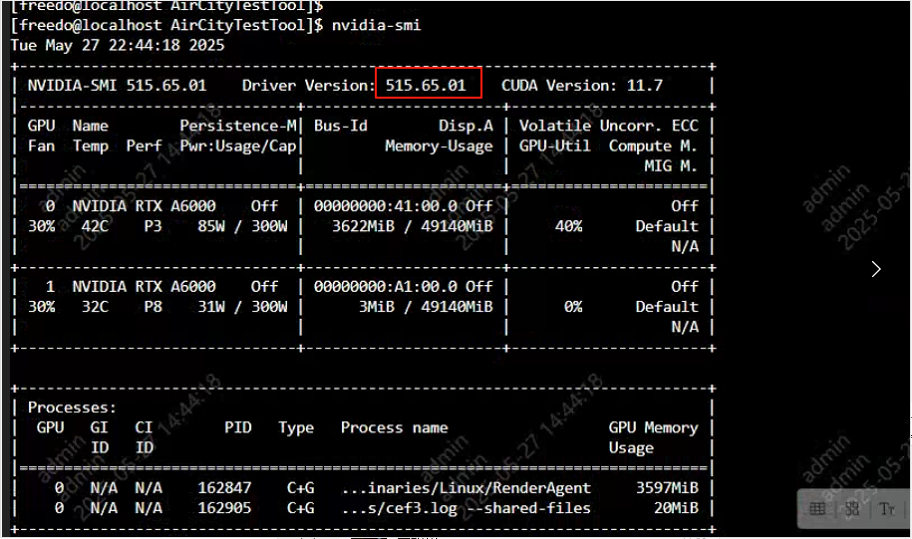 [freedo@localhost AirCityTestTool]$
[freedo@localhost AirCityTestTool]$ nvidia-smi
Tue May 27 22:44:18 2025
NVIDIA-SMI 515.65.01 Driver Version: 515.65.01 CUDA Version: 11.7
GPU Name Persistence-M| Bus-Id Disp.A | Volatile Uncorr. ECC
Fan Temp Perf Pwr:Usage/Cap| Memory-Usage | GPU-Util Compute M.
MIG M.
0 NVIDIA RTX A6000 Off | 00000000:41:00.0 Off | Off
30% 42C P3 85W / 300W | 3622MiB / 49140MiB | 40% Default
N/A
1 NVIDIA RTX A6000 Off | 00000000:A1:00.0 Off | Off
30% 32C P8 31W / 300W | 3MiB / 49140MiB | 0% Default
N/A
Processes:
GPU GI CI PID Type Process name GPU Memory
ID ID Usage
0 N/A N/A 162847 C+G ...inaries/Linux/RenderAgent 3597MiB
0 N/A N/A 162905 C+G ...s/cef3.log --shared-files 20MiB
admin
admin
2025-05-27 14:44:18
Tr